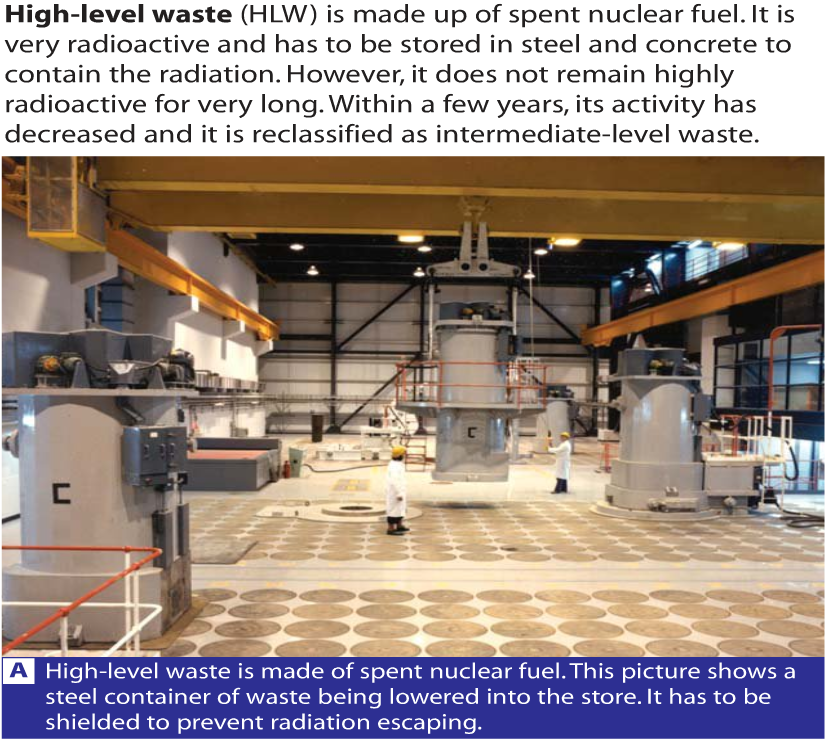 High-level waste (HLW) is made up of spent nuclear fuel. It is
very radioactive and has to be stored in steel and concrete to
contain the radiation. However, it does not remain highly
radioactive for very long. Within a few years, its activity has
decreased and it is reclassified as intermediate-level waste.
C
C
A High-level waste is made of spent nuclear fuel. This picture shows a
steel container of waste being lowered into the store. It has to be
shielded to prevent radiation escaping.